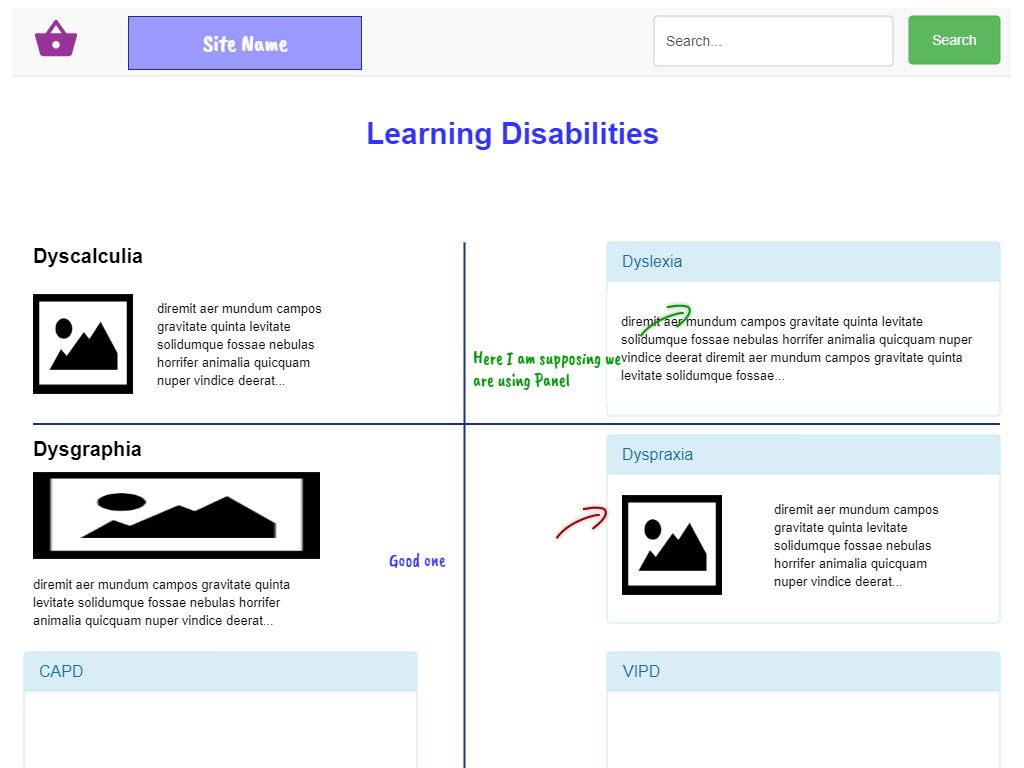 Site Name
Search...
Search
Learning Disabilities
Dyscalculia
diremit aer mundum campos
gravitate quinta levitate
solidumque fossae nebulas
horrifer animalia quicquam
nuper vindice deerat...
Dyslexia
diremit aer mundum campos gravitate quinta levitate
solidumque fossae nebulas horrifer animalia quicquam nuper
vindice deerat diremit aer mundum campos gravitate quinta
levitate solidumque fossae...
Here I am supposing we
are using Panel
Dysgraphia
diremit aer mundum campos gravitate quinta
levitate solidumque fossae nebulas horrifer
animalia quicquam nuper vindice deerat...
Good one
Dyspraxia
diremit aer mundum campos
gravitate quinta levitate
solidumque fossae nebulas
horrifer animalia quicquam
nuper vindice deerat...
CAPD
VIPD